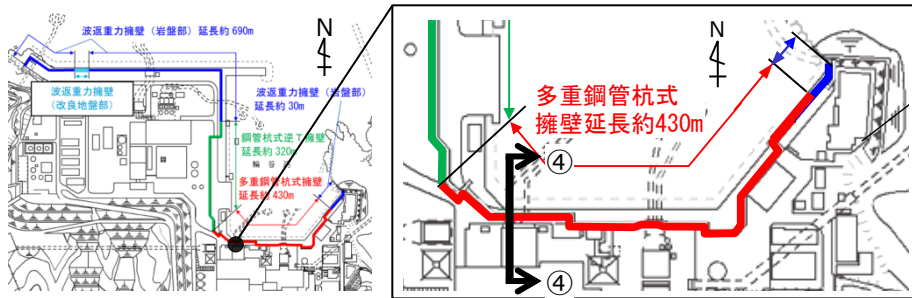 波返重力擁壁（岩盤部）延長約690m
N
波返重力擁壁
（改良地盤部）
波返重力擁壁（岩盤部）
延長約30m
鋼管杭式逆T擁壁
延長約320m
輪谷湾
多重鋼管杭式擁壁
延長約430m
N
多重鋼管杭式
擁壁延長約430m
④
④